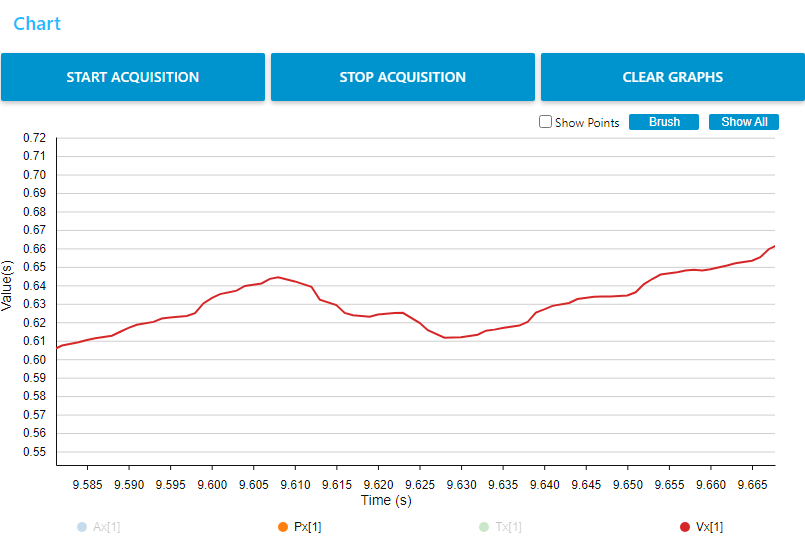 Chart
START ACQUISITION STOP ACQUISITION CLEAR GRAPHS
Show Points Brush Show All
0.72
0.71
0.70
0.69
0.68
0.67
0.66
0.65
0.64
0.63
0.62
0.61
0.60
0.59
0.58
0.57
0.56
0.55
Value(s)
9.585 9.590 9.595 9.600 9.605 9.610 9.615 9.620 9.625 9.630 9.635 9.640 9.645 9.650 9.655 9.660 9.665
Time (s)
Ax[1] Px[1] Tx[1] Vx[1]